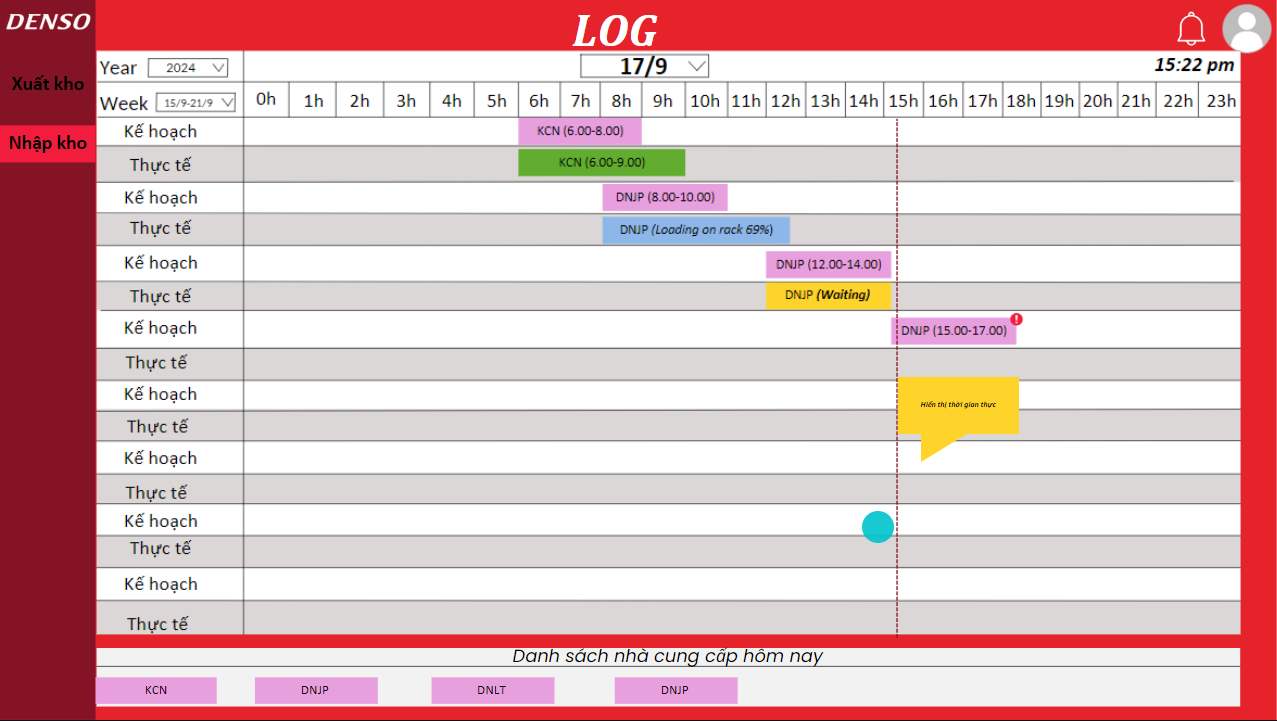 DENSO
LOG
Xuất kho
Nhập kho
Year 2024
17/9
15:22 pm
Week 15/9-21/9
0h 1h 2h 3h 4h 5h 6h 7h 8h 9h 10h 11h 12h 13h 14h 15h 16h 17h 18h 19h 20h 21h 22h 23h
Kế hoạch
KCN (6.00-8.00)
Thực tế
KCN (6.00-9.00)
Kế hoạch
DNJP (8.00-10.00)
Thực tế
DNJP (Loading on rack 69%)
Kế hoạch
DNJP (12.00-14.00)
Thực tế
DNJP (Waiting)
Kế hoạch
DNJP (15.00-17.00)
!
Thực tế
Kế hoạch
Hiển thị thời gian thực
Thực tế
Kế hoạch
Thực tế
Kế hoạch
Thực tế
Kế hoạch
Thực tế
Danh sách nhà cung cấp hôm nay
KCN DNJP DNLT DNJP